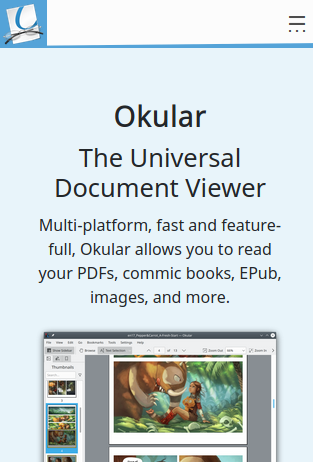 Okular
The Universal
Document Viewer
Multi-platform, fast and feature-
full, Okular allows you to read
your PDFs, commic books, EPub,
images, and more.
File Edit View Go Bookmarks Tools Settings Help
Thumbnails